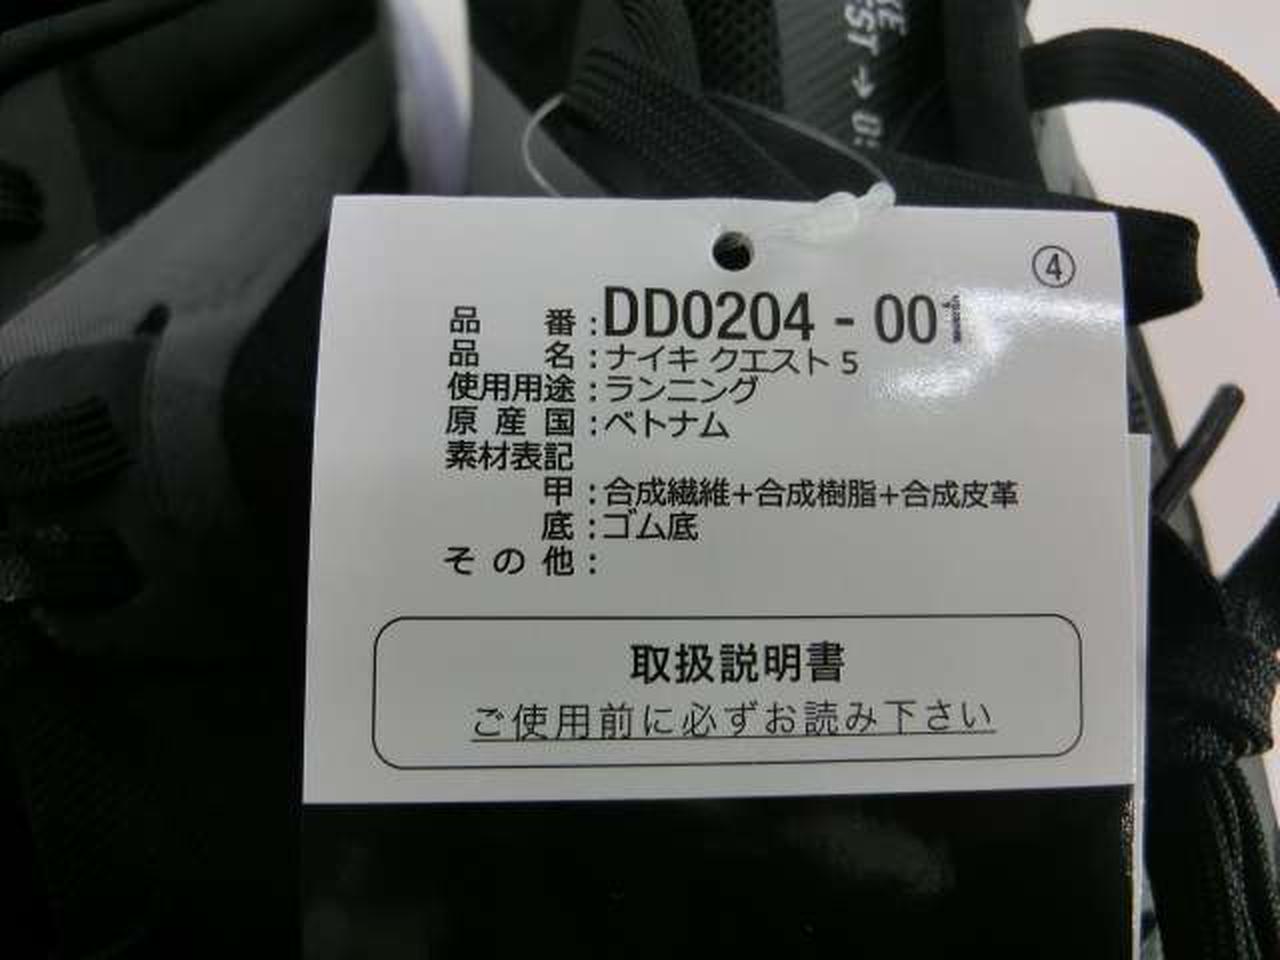 ④
品 番:DD0204-001
品 名:ナイキ クエスト 5
使用用途:ランニング
原産国:ベトナム
素材表記
甲:合成繊維+合成樹脂+合成皮革
底:ゴム底
その他:
取扱説明書
ご使用前に必ずお読み下さい